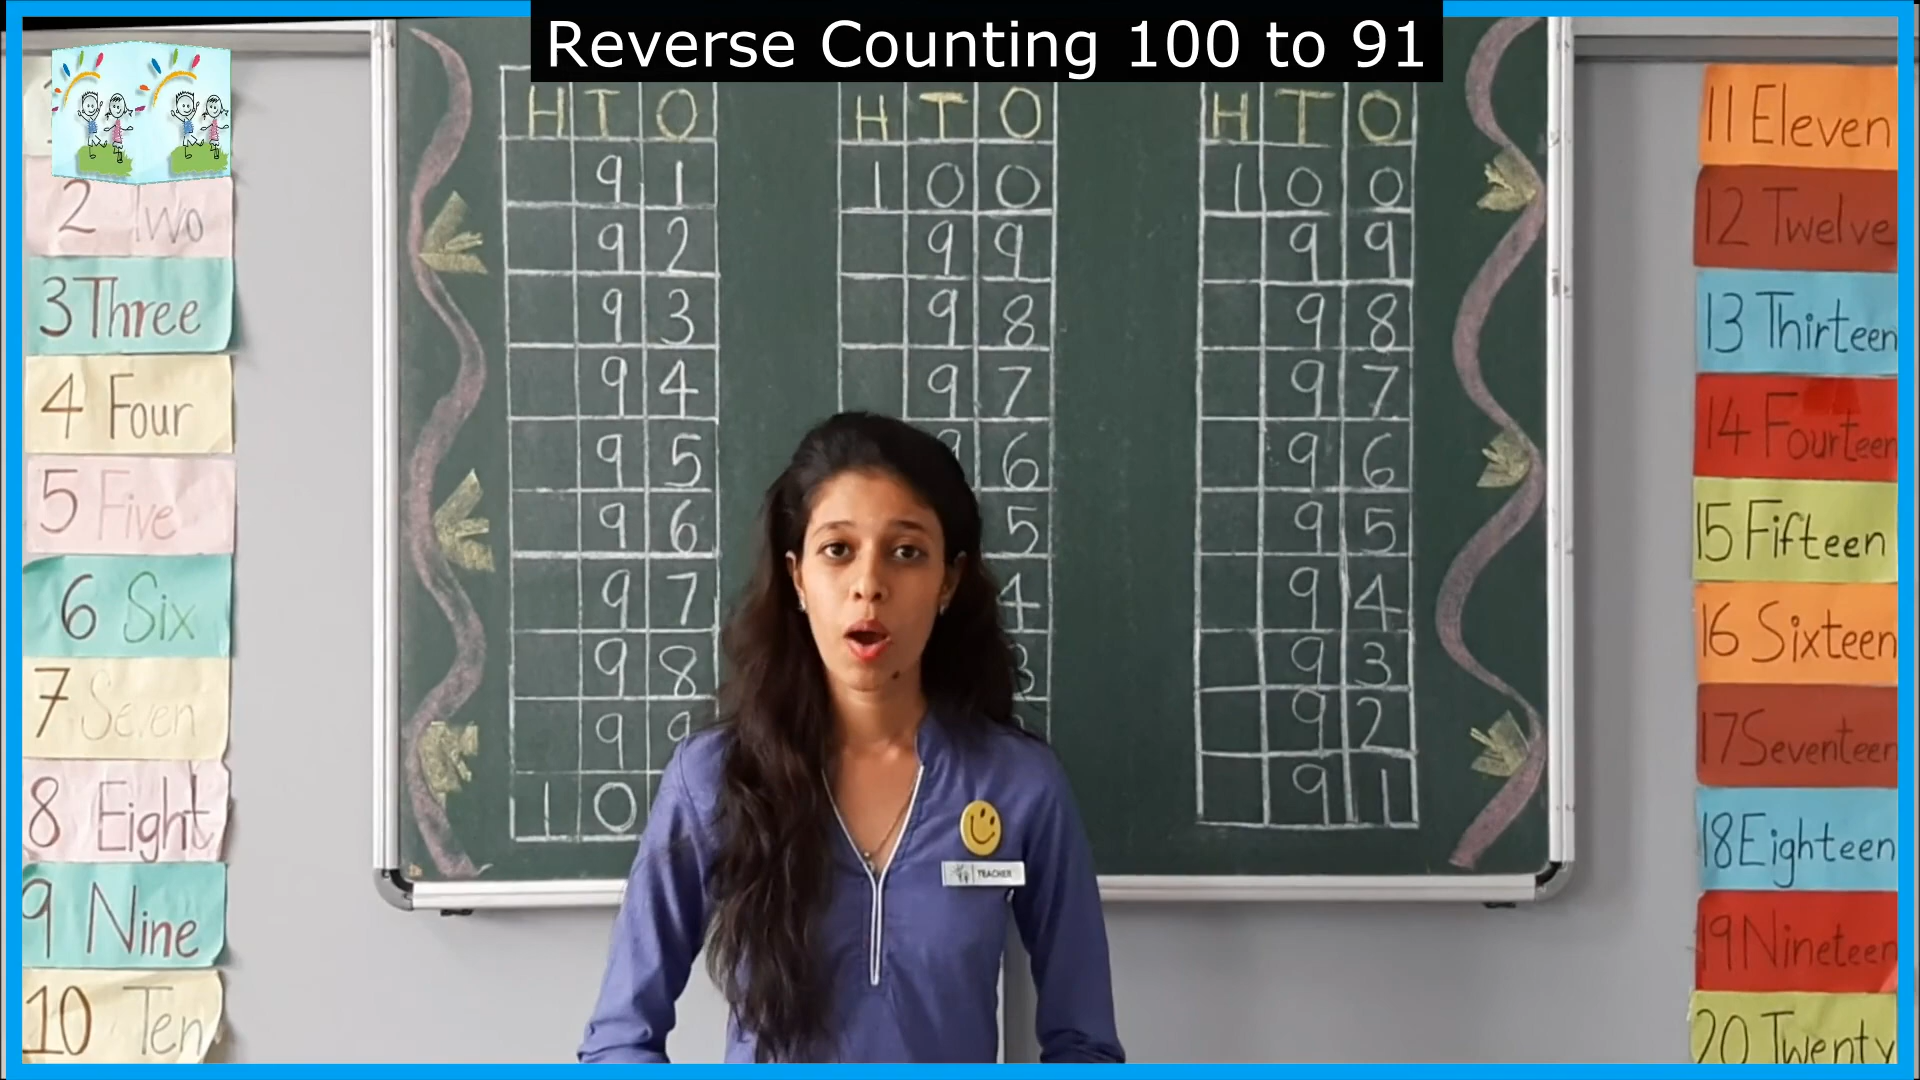 Reverse Counting 100 to 91
2 Two
3 Three
4 Four
5 Five
6 Six
7 Seven
8 Eight
9 Nine
10 Ten
H T O
9 1
9 2
9 3
9 4
9 5
9 6
9 7
9 8
9 9
1 0
H T O
1 0 0
9 9
9 8
9 7
9 6
5
4
3
H T O
1 0 0
9 9
9 8
9 7
9 6
9 5
9 4
9 3
9 2
9 1
TEACHER
11 Eleven
12 Twelve
13 Thirteen
14 Fourteen
15 Fifteen
16 Sixteen
17 Seventeen
18 Eighteen
19 Nineteen
20 Twenty